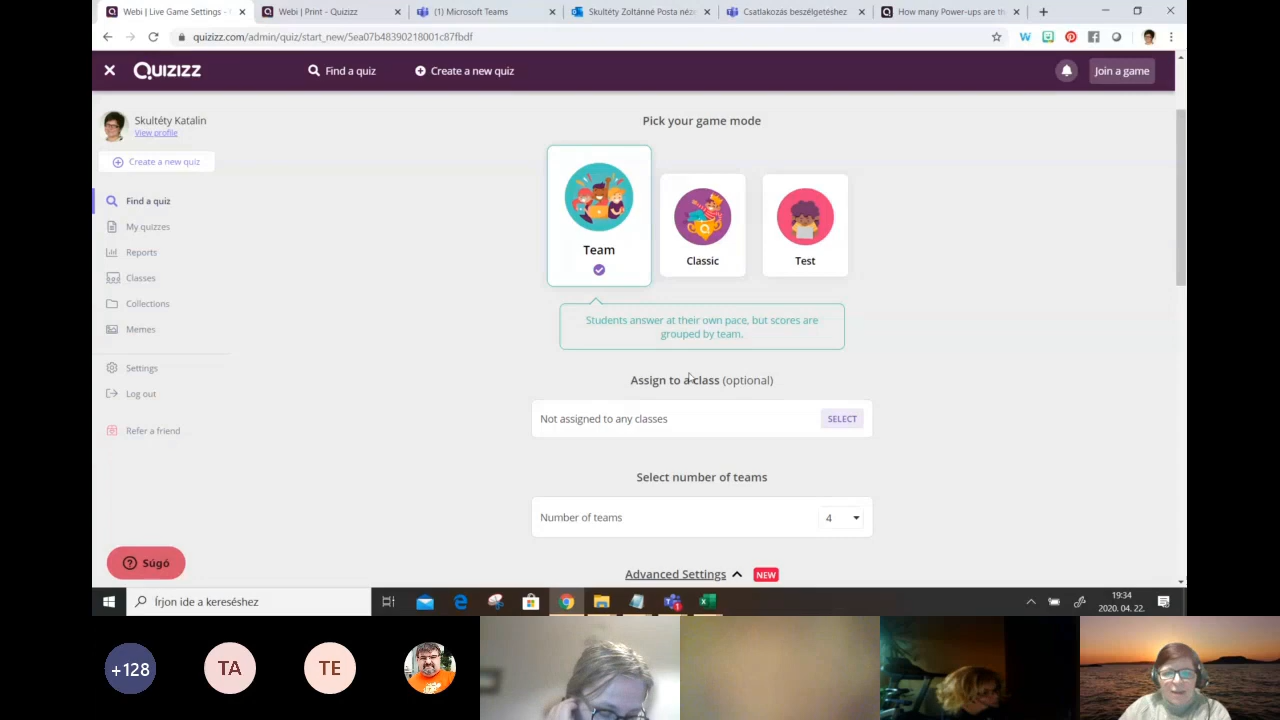 Webi | Live Game Settings -
Webi | Print - Quizizz
(1) Microsoft Teams
Skultéty Zoltánné Posta néze
Csatlakozás beszélgetéshez
How many Power-ups are th
quizizz.com/admin/quiz/start_new/5ea07b48390218001c87fbdf
QUIZIZZ
Find a quiz
Create a new quiz
Join a game
Skultéty Katalin
View profile
Create a new quiz
Find a quiz
My quizzes
Reports
Classes
Collections
Memes
Settings
Log out
Refer a friend
Súgó
Pick your game mode
Team
Classic
Test
Students answer at their own pace, but scores are
grouped by team.
Assign to a class (optional)
Not assigned to any classes
SELECT
Select number of teams
Number of teams
4
Advanced Settings
NEW
Írjon ide a kereséshez
19:34
2020. 04. 22.
+128
TA
TE